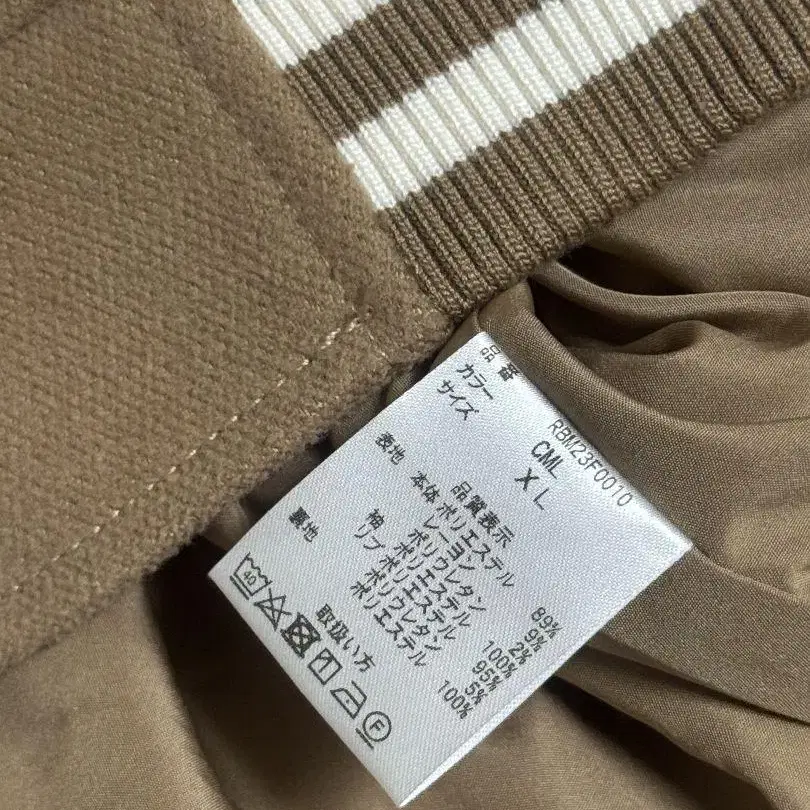 品番 RBM23F0010
カラー CML
サイズ XL
品質表示
表地 本体 ポリエステル 89%
レーヨン 9%
ポリウレタン 2%
袖 ポリエステル 100%
リブ ポリエステル 95%
ポリウレタン 5%
裏地 ポリエステル 100%
取扱い方
40
F